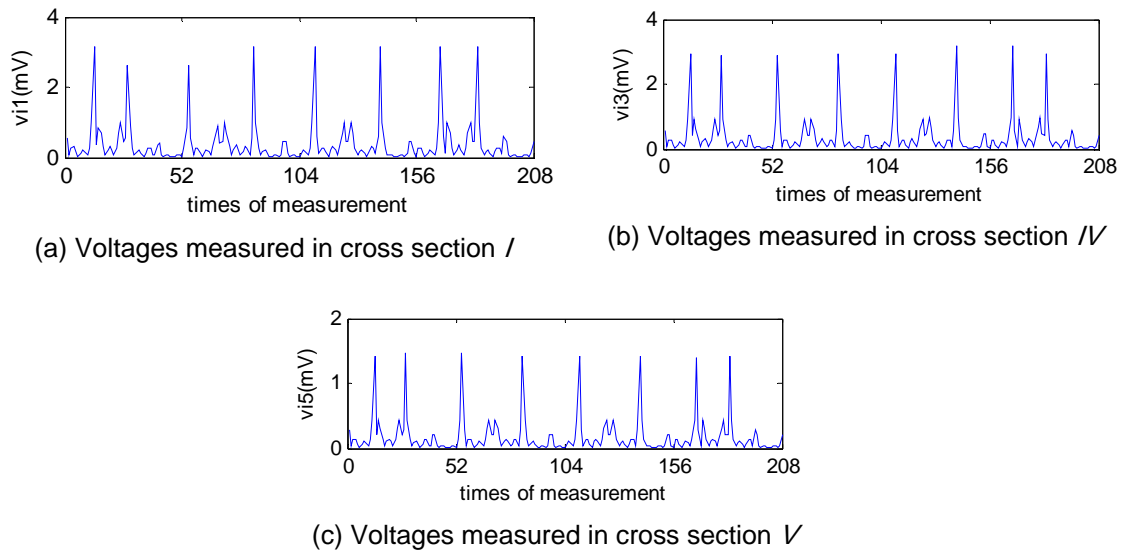 4
2
0
vi1(mV)
0 52 104 156 208
times of measurement
(a) Voltages measured in cross section I
4
2
0
vi3(mV)
0 52 104 156 208
times of measurement
(b) Voltages measured in cross section IV
2
1
0
vi5(mV)
0 52 104 156 208
times of measurement
(c) Voltages measured in cross section V